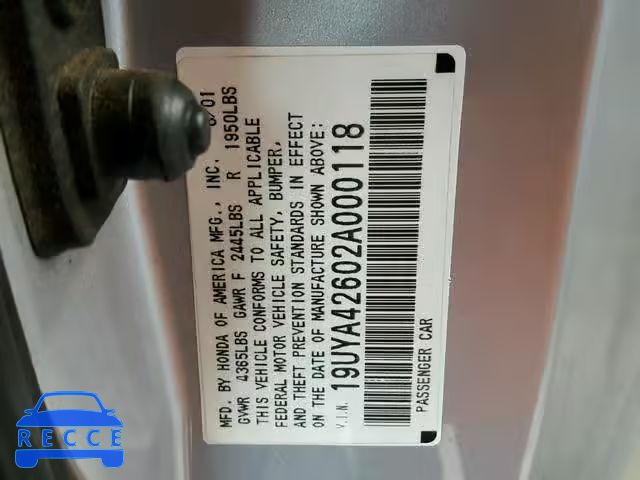 MFD. BY HONDA OF AMERICA MFG., INC. /01
GVWR 4365LBS GAWR F 2445LBS R 1950LBS
THIS VEHICLE CONFORMS TO ALL APPLICABLE
FEDERAL MOTOR VEHICLE SAFETY, BUMPER,
AND THEFT PREVENTION STANDARDS IN EFFECT
ON THE DATE OF MANUFACTURE SHOWN ABOVE:
V.I.N. 19UYA42602A000118
PASSENGER CAR
RECCE